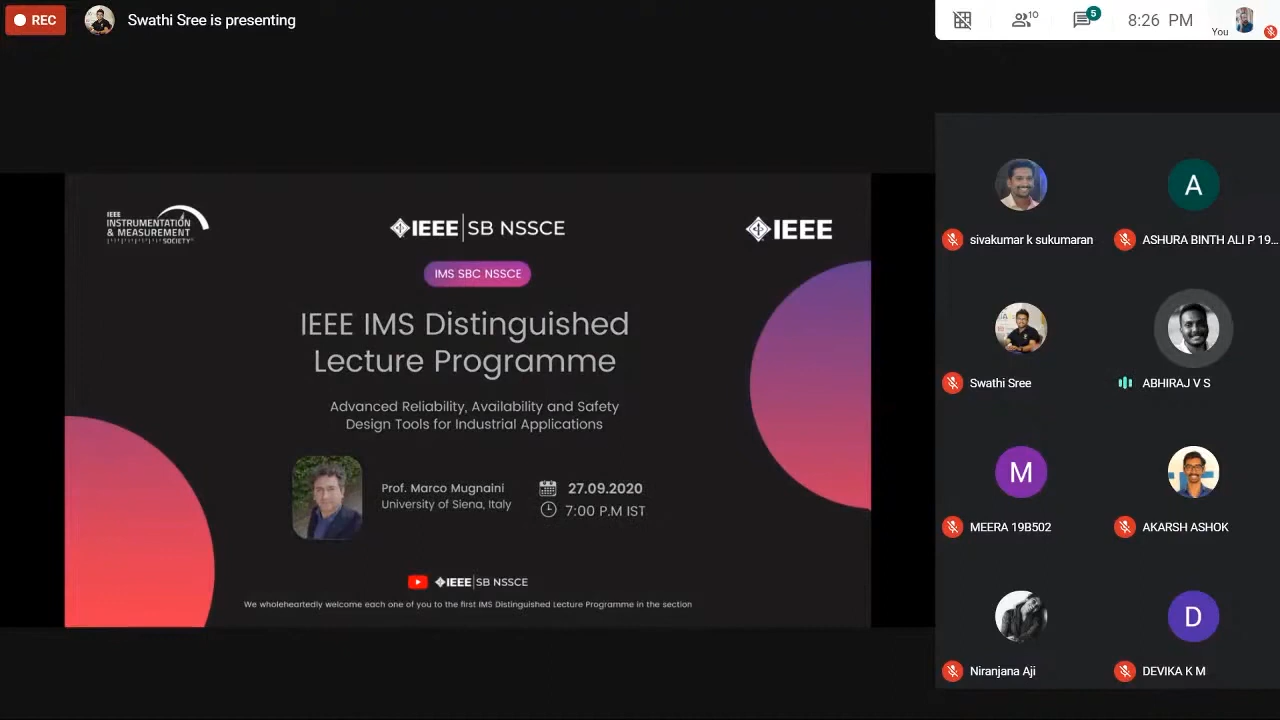 REC
Swathi Sree is presenting
10
5
8:26 PM
You
IEEE
INSTRUMENTATION
& MEASUREMENT
SOCIETY
IEEE SB NSSCE
IEEE
IMS SBC NSSCE
IEEE IMS Distinguished
Lecture Programme
Advanced Reliability, Availability and Safety
Design Tools for Industrial Applications
Prof. Marco Mugnaini
University of Siena, Italy
27.09.2020
7:00 P.M IST
IEEE SB NSSCE
We wholeheartedly welcome each one of you to the first IMS Distinguished Lecture Programme in the section
sivakumar k sukumaran
A
ASHURA BINTH ALI P 19...
Swathi Sree
ABHIRAJ V S
M
MEERA 19B502
AKARSH ASHOK
Niranjana Aji
D
DEVIKA K M